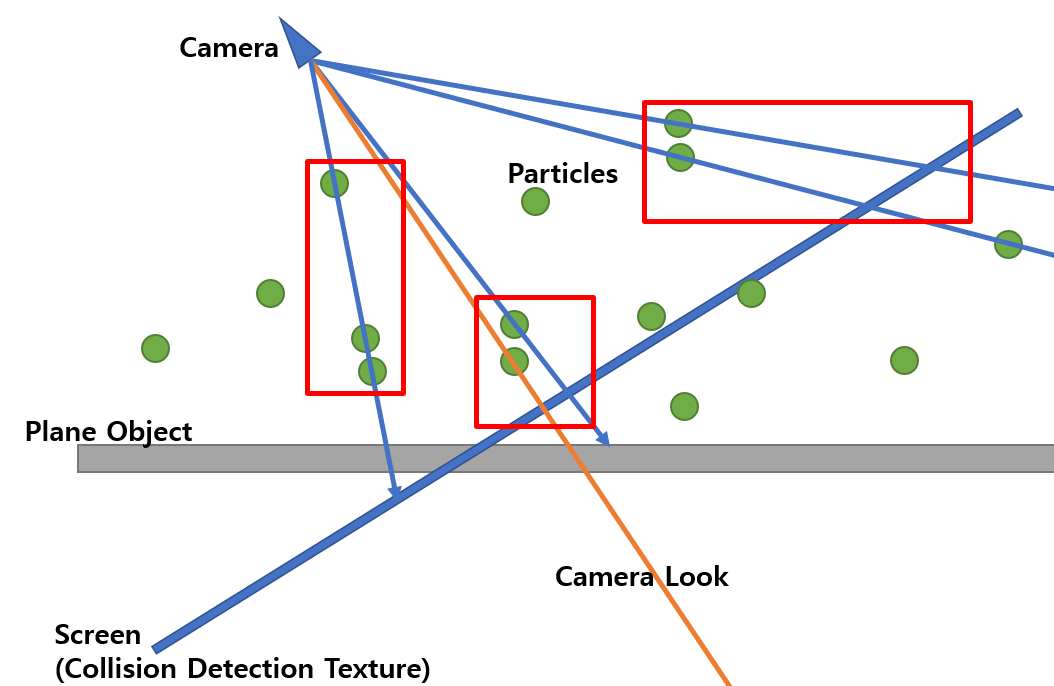 Camera
Particles
Plane Object
Camera Look
Screen
(Collision Detection Texture)